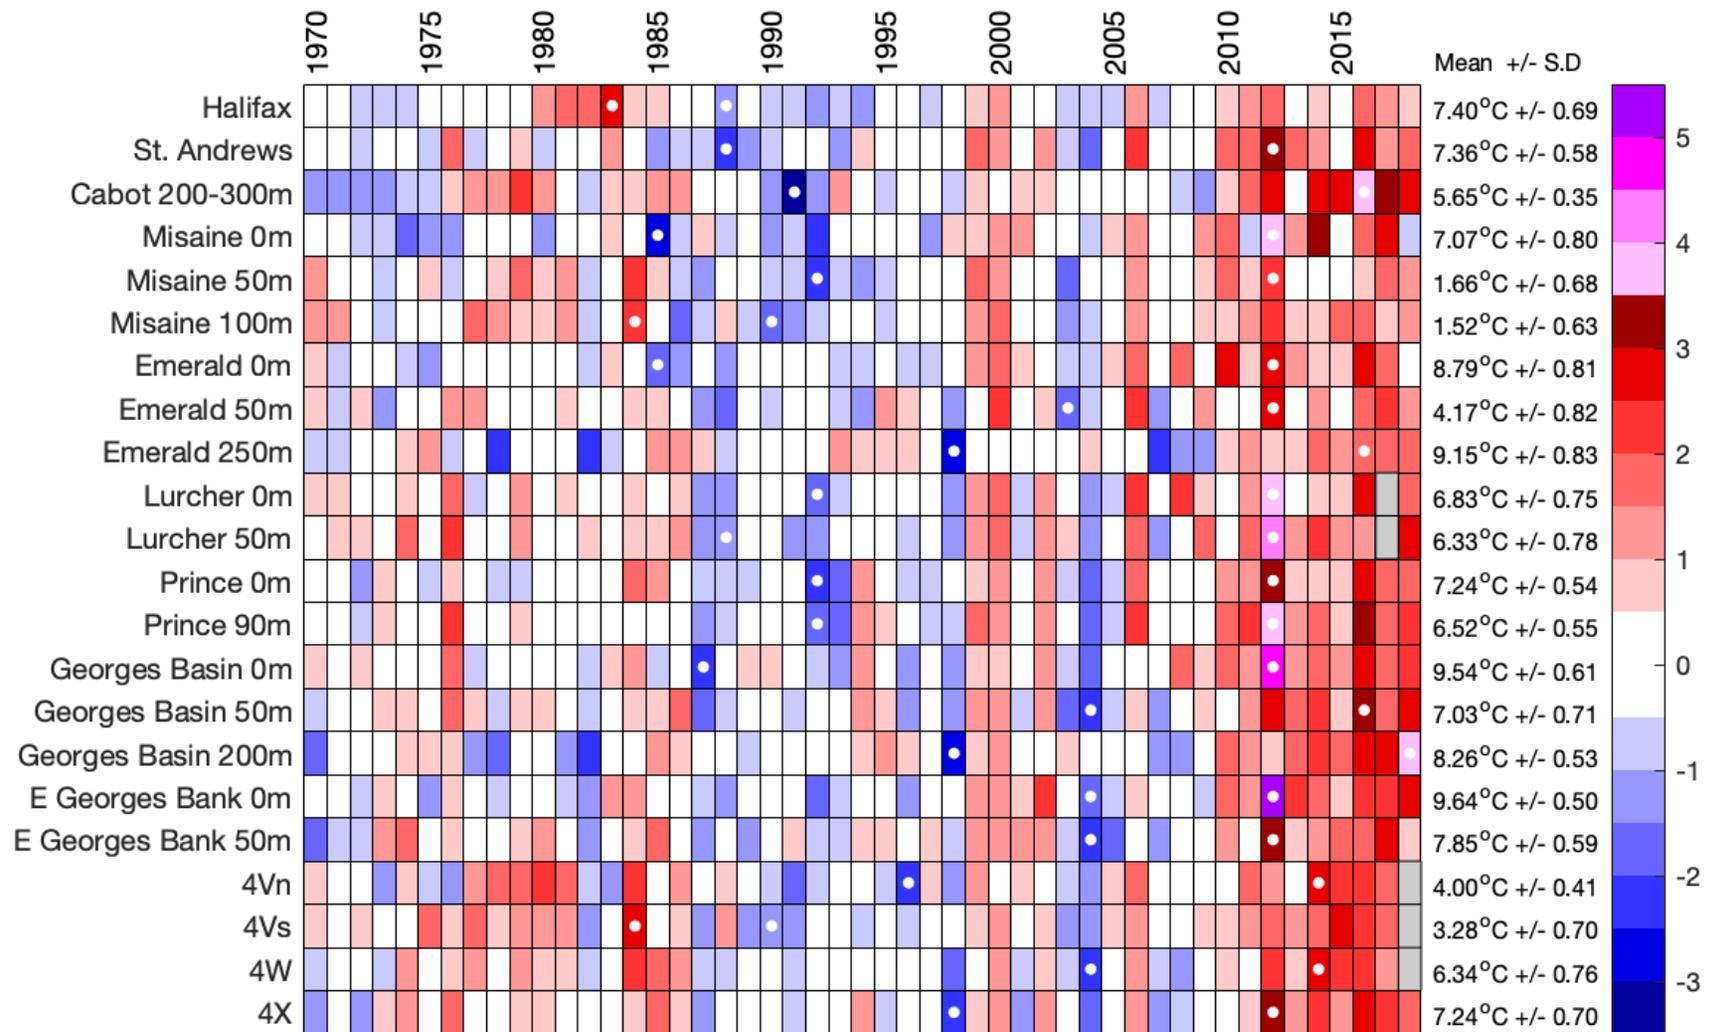 1970 1975 1980 1985 1990 1995 2000 2005 2010 2015
Mean +/- S.D
Halifax 7.40°C +/- 0.69
St. Andrews 7.36°C +/- 0.58
Cabot 200-300m 5.65°C +/- 0.35
Misaine 0m 7.07°C +/- 0.80
Misaine 50m 1.66°C +/- 0.68
Misaine 100m 1.52°C +/- 0.63
Emerald 0m 8.79°C +/- 0.81
Emerald 50m 4.17°C +/- 0.82
Emerald 250m 9.15°C +/- 0.83
Lurcher 0m 6.83°C +/- 0.75
Lurcher 50m 6.33°C +/- 0.78
Prince 0m 7.24°C +/- 0.54
Prince 90m 6.52°C +/- 0.55
Georges Basin 0m 9.54°C +/- 0.61
Georges Basin 50m 7.03°C +/- 0.71
Georges Basin 200m 8.26°C +/- 0.53
E Georges Bank 0m 9.64°C +/- 0.50
E Georges Bank 50m 7.85°C +/- 0.59
4Vn 4.00°C +/- 0.41
4Vs 3.28°C +/- 0.70
4W 6.34°C +/- 0.76
4X 7.24°C +/- 0.70
5
4
3
2
1
0
-1
-2
-3